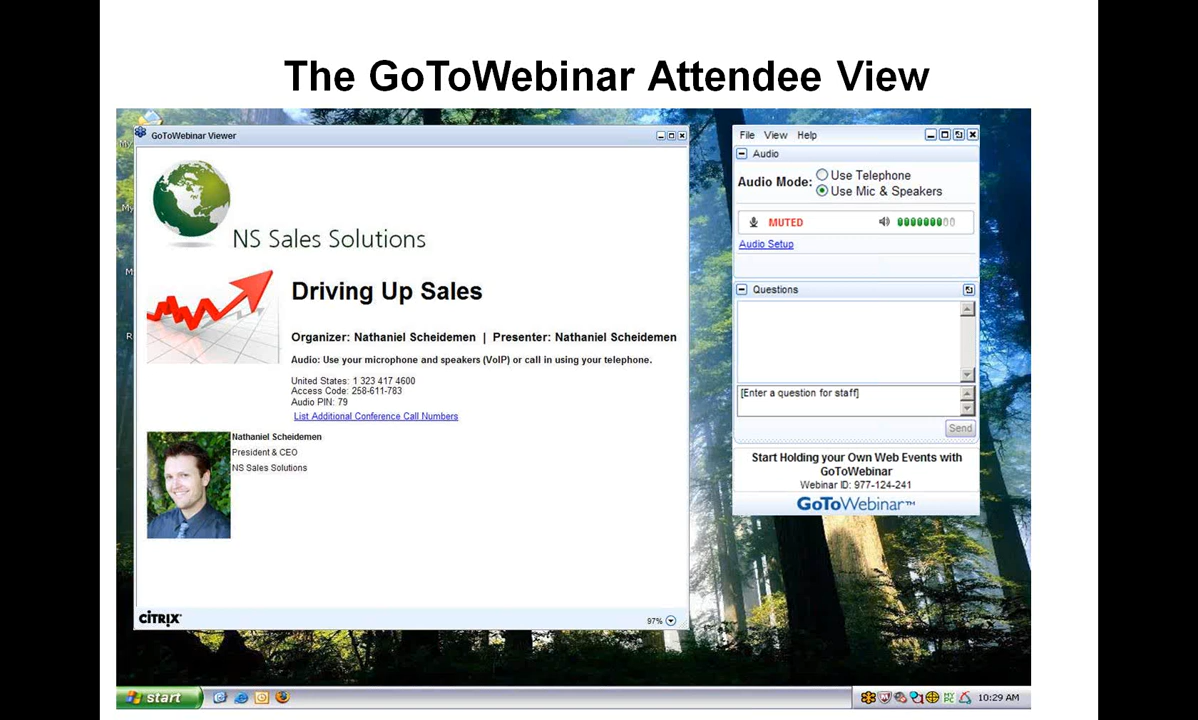 The GoToWebinar Attendee View
GoToWebinar Viewer
NS Sales Solutions
Driving Up Sales
Organizer: Nathaniel Scheidemen | Presenter: Nathaniel Scheidemen
Audio: Use your microphone and speakers (VoIP) or call in using your telephone.
United States: 1 323 417 4600
Access Code: 258-611-783
Audio PIN: 79
List Additional Conference Call Numbers
Nathaniel Scheidemen
President & CEO
NS Sales Solutions
CITRIX
97%
File View Help
Audio
Audio Mode: Use Telephone
Use Mic & Speakers
MUTED
Audio Setup
Questions
[Enter a question for staff]
Send
Start Holding your Own Web Events with
GoToWebinar
Webinar ID: 977-124-241
GoToWebinar™
start
10:29 AM